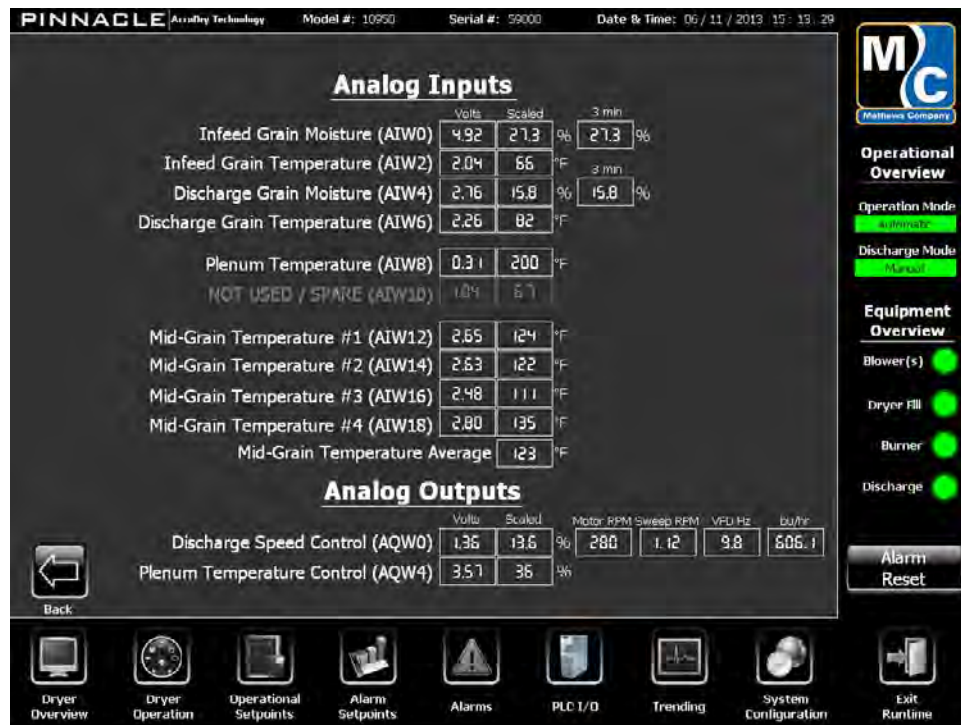 PINNACLE AccuDry Technology Model #: 10950 Serial #: 59000 Date & Time: 06 / 11 / 2013 15 : 13 : 29
MC
Mathews Company
Analog Inputs
Volts Scaled 3 min
Infeed Grain Moisture (AIW0) 4.92 27.3 % 27.3 %
Infeed Grain Temperature (AIW2) 2.04 66 °F
3 min
Discharge Grain Moisture (AIW4) 2.76 15.8 % 15.8 %
Discharge Grain Temperature (AIW6) 2.26 82 °F
Plenum Temperature (AIW8) 0.31 200 °F
NOT USED / SPARE (AIW10) 1.04 67
Mid-Grain Temperature #1 (AIW12) 2.65 124 °F
Mid-Grain Temperature #2 (AIW14) 2.63 122 °F
Mid-Grain Temperature #3 (AIW16) 2.48 111 °F
Mid-Grain Temperature #4 (AIW18) 2.80 135 °F
Mid-Grain Temperature Average 123 °F
Analog Outputs
Volts Scaled Motor RPM Sweep RPM VFD Hz bu/hr
Discharge Speed Control (AQW0) 1.36 13.6 % 280 1.12 9.8 606.1
Plenum Temperature Control (AQW4) 3.57 36 %
Back
Operational
Overview
Operation Mode
Automatic
Discharge Mode
Manual
Equipment
Overview
Blower(s)
Dryer Fill
Burner
Discharge
Alarm
Reset
Dryer
Overview
Dryer
Operation
Operational
Setpoints
Alarm
Setpoints
Alarms
PLC I/O
Trending
System
Configuration
Exit
Runtime